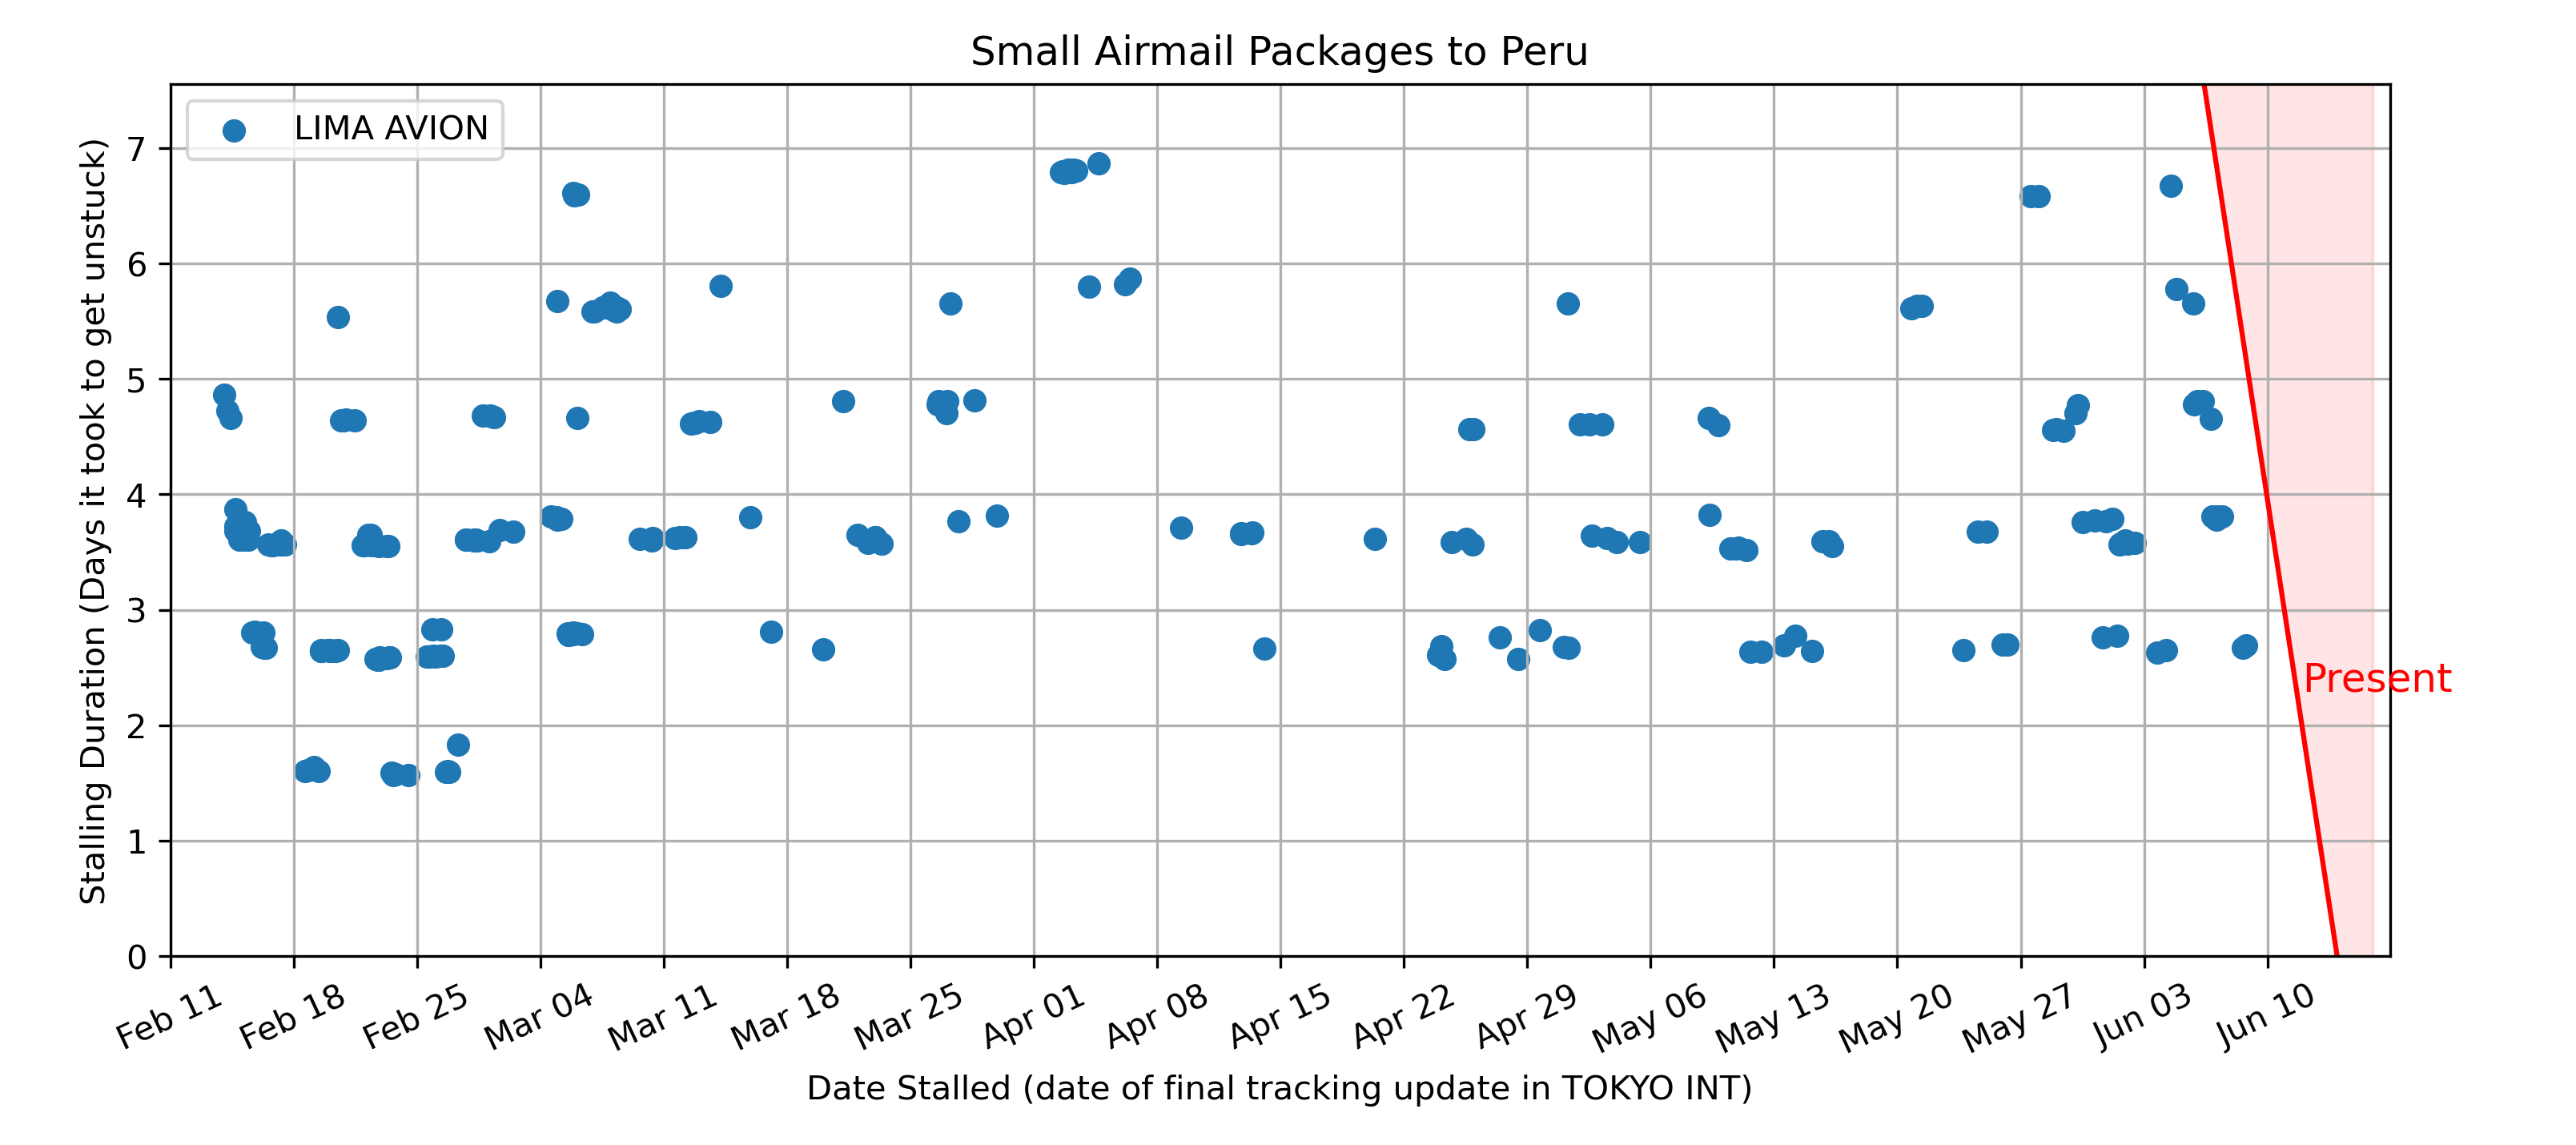 Small Airmail Packages to Peru
LIMA AVION
Stalling Duration (Days it took to get unstuck)
7
6
5
4
3
2
1
0
Present
Feb 11
Feb 18
Feb 25
Mar 04
Mar 11
Mar 18
Mar 25
Apr 01
Apr 08
Apr 15
Apr 22
Apr 29
May 06
May 13
May 20
May 27
Jun 03
Jun 10
Date Stalled (date of final tracking update in TOKYO INT)